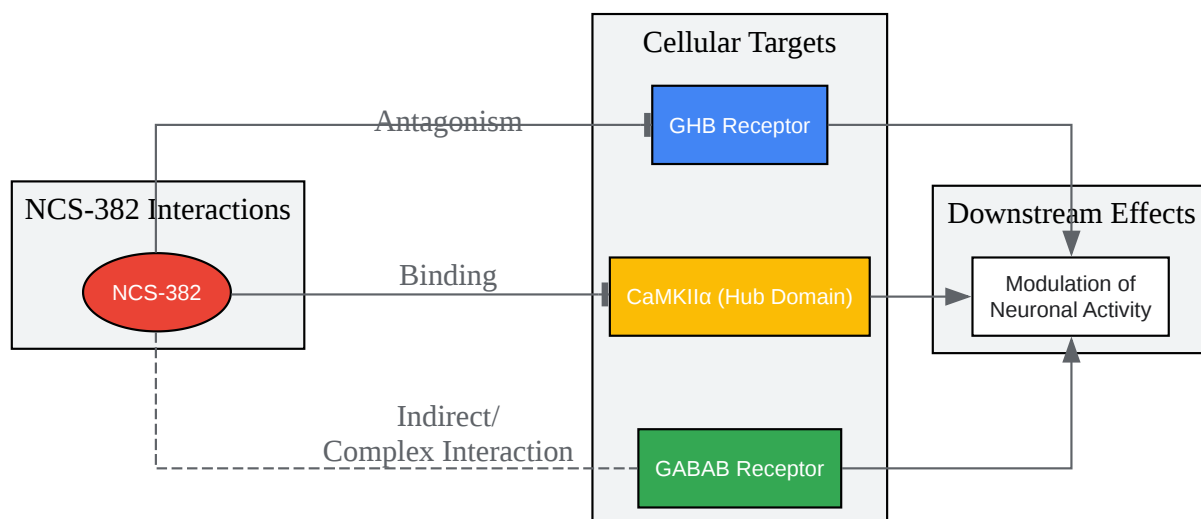 Cellular Targets
Antagonism
GHB Receptor
NCS-382 Interactions
Downstream Effects
NCS-382
Binding
CaMKIIα (Hub Domain)
Modulation of
Neuronal Activity
Indirect/
Complex Interaction
GABAB Receptor